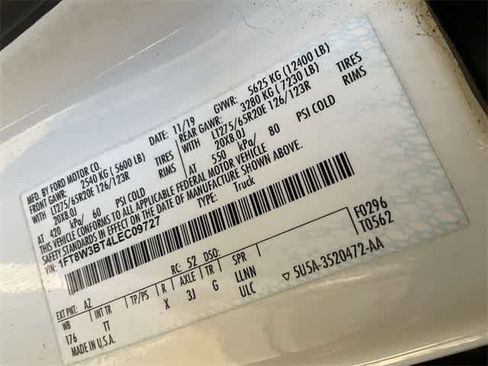 MFD. BY FORD MOTOR CO.
DATE: 11/19 GVWR: 5625 KG (12400 LB)
FRONT GAWR: 2540 KG (5600 LB) REAR GAWR: 3280 KG (7230 LB)
WITH LT275/65R20E 126/123R TIRES WITH LT275/65R20E 126/123R TIRES
20X8.0J RIMS 20X8.0J RIMS
AT 420 kPa/ 60 PSI COLD AT 550 kPa/ 80 PSI COLD
THIS VEHICLE CONFORMS TO ALL APPLICABLE FEDERAL MOTOR VEHICLE
SAFETY STANDARDS IN EFFECT ON THE DATE OF MANUFACTURE SHOWN ABOVE.
VIN: 1FT8W3BT4LEC09727 TYPE: Truck
F0296
T0562
EXT PNT: AZ RC: 52 DSO:
WB INT TR TP/PS R AXLE TR SPR
176 TT X 3J G LLNN
ULC
MADE IN U.S.A. 5U5A-3520472-AA